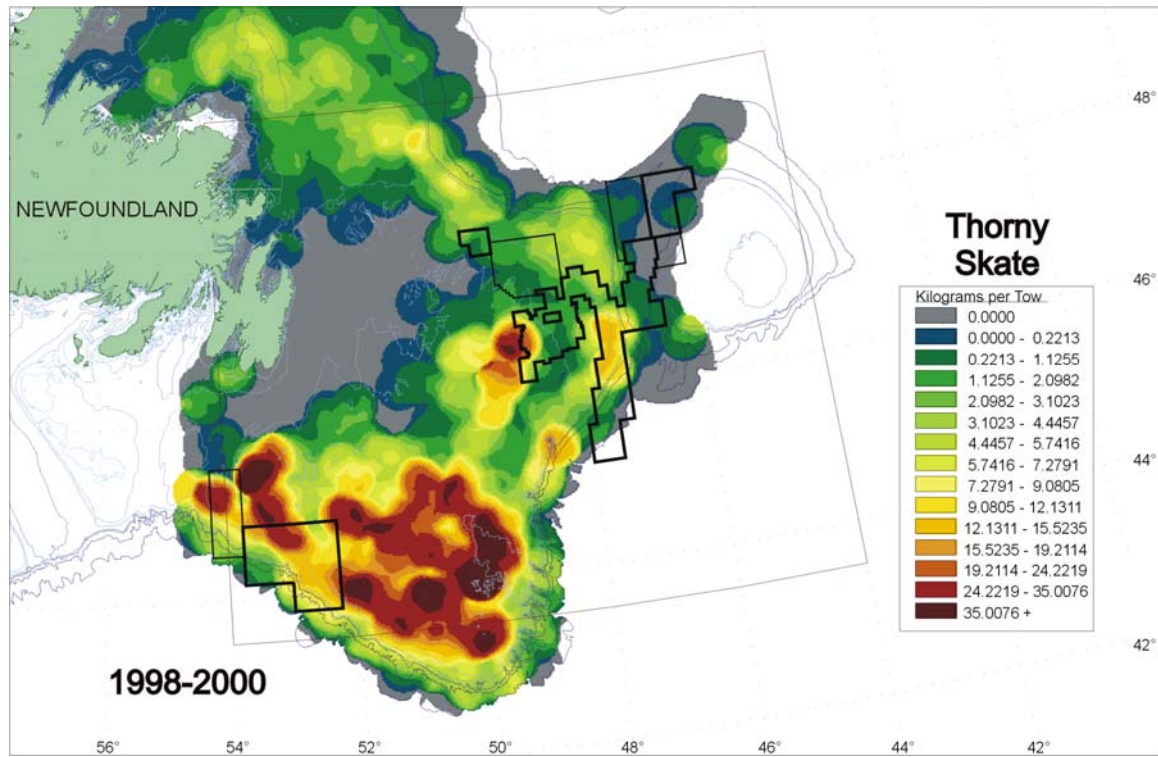 48°
NEWFOUNDLAND
Thorny
Skate
46°
Kilograms per Tow
0.0000
0.0000 - 0.2213
0.2213 - 1.1255
1.1255 - 2.0982
2.0982 - 3.1023
3.1023 - 4.4457
4.4457 - 5.7416
5.7416 - 7.2791
7.2791 - 9.0805
9.0805 - 12.1311
12.1311 - 15.5235
15.5235 - 19.2114
19.2114 - 24.2219
24.2219 - 35.0076
35.0076 +
44°
42°
1998-2000
56° 54° 52° 50° 48° 46° 44° 42°